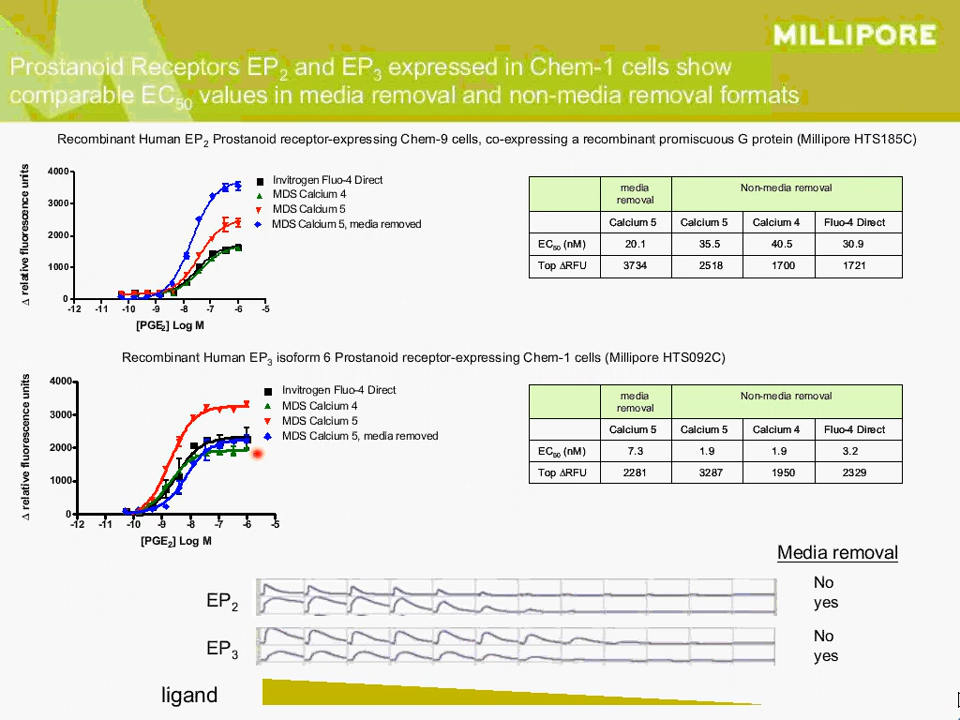 MILLIPORE
Prostanoid Receptors EP2 and EP3 expressed in Chem-1 cells show
comparable EC50 values in media removal and non-media removal formats
Recombinant Human EP2 Prostanoid receptor-expressing Chem-9 cells, co-expressing a recombinant promiscuous G protein (Millipore HTS185C)
Δ relative fluorescence units
4000
3000
2000
1000
0
-12 -11 -10 -9 -8 -7 -6 -5
[PGE2] Log M
Invitrogen Fluo-4 Direct
MDS Calcium 4
MDS Calcium 5
MDS Calcium 5, media removed
media removal Non-media removal
Calcium 5 Calcium 5 Calcium 4 Fluo-4 Direct
EC50 (nM) 20.1 35.5 40.5 30.9
Top ΔRFU 3734 2518 1700 1721
Recombinant Human EP3 isoform 6 Prostanoid receptor-expressing Chem-1 cells (Millipore HTS092C)
Δ relative fluorescence units
4000
3000
2000
1000
0
-12 -11 -10 -9 -8 -7 -6 -5
[PGE2] Log M
Invitrogen Fluo-4 Direct
MDS Calcium 4
MDS Calcium 5
MDS Calcium 5, media removed
media removal Non-media removal
Calcium 5 Calcium 5 Calcium 4 Fluo-4 Direct
EC50 (nM) 7.3 1.9 1.9 3.2
Top ΔRFU 2281 3287 1950 2329
Media removal
EP2
No
yes
EP3
No
yes
ligand